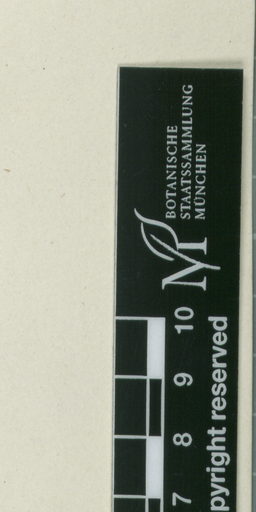 BOTANISCHE
STAATSSAMMLUNG
MÜNCHEN
7 8 9 10
pyright reserved